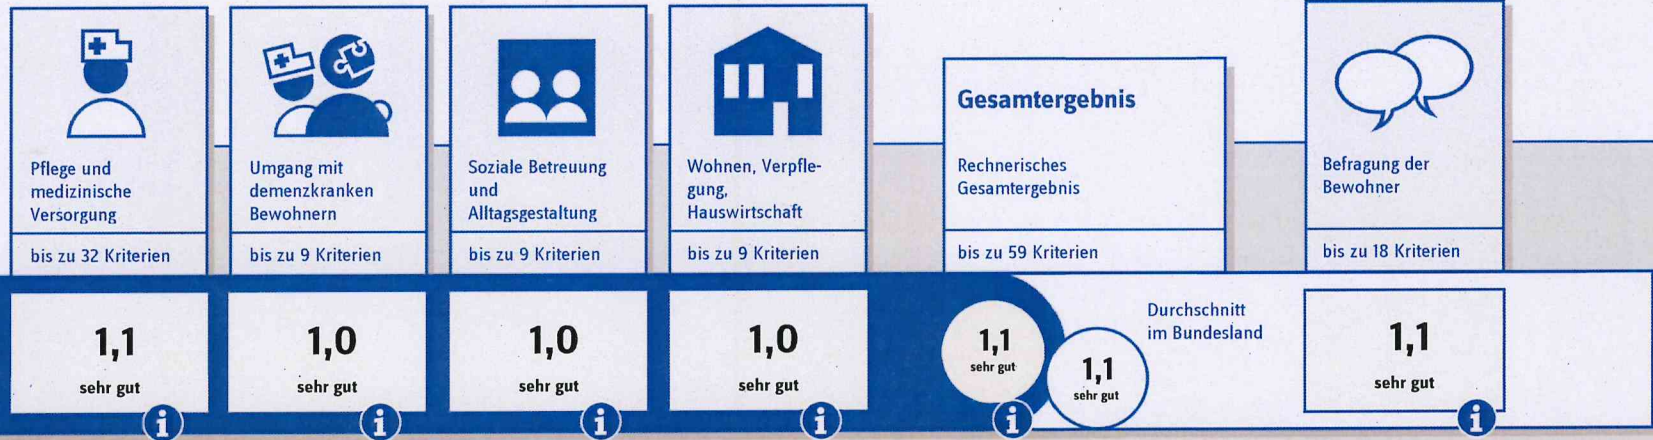 Pflege und
medizinische
Versorgung
bis zu 32 Kriterien
1,1
sehr gut
i
Umgang mit
demenzkranken
Bewohnern
bis zu 9 Kriterien
1,0
sehr gut
i
Soziale Betreuung
und
Alltagsgestaltung
bis zu 9 Kriterien
1,0
sehr gut
i
Wohnen, Verpfle-
gung,
Hauswirtschaft
bis zu 9 Kriterien
1,0
sehr gut
i
Gesamtergebnis
Rechnerisches
Gesamtergebnis
bis zu 59 Kriterien
1,1
sehr gut
i
1,1
sehr gut
Durchschnitt
im Bundesland
Befragung der
Bewohner
bis zu 18 Kriterien
1,1
sehr gut
i